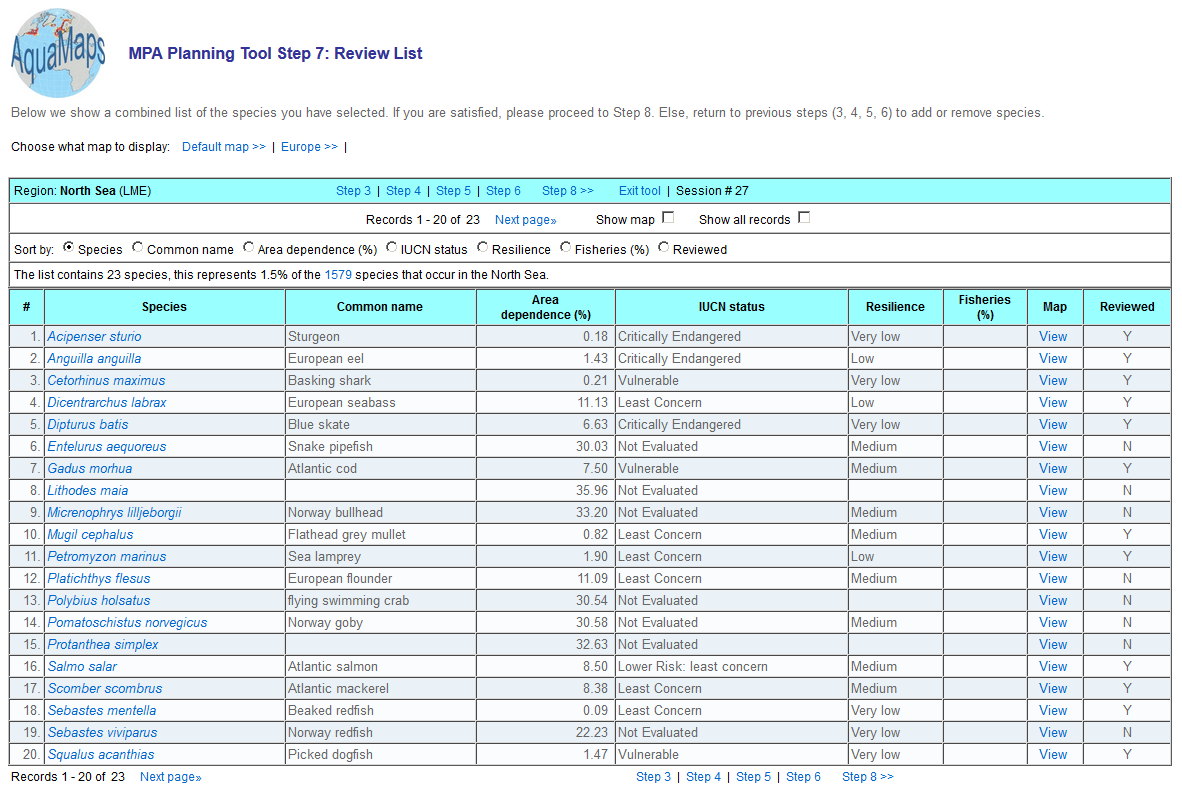 AquaMaps
MPA Planning Tool Step 7: Review List
Below we show a combined list of the species you have selected. If you are satisfied, please proceed to Step 8. Else, return to previous steps (3, 4, 5, 6) to add or remove species.
Choose what map to display: Default map >> | Europe >> |
Region: North Sea (LME) Step 3 | Step 4 | Step 5 | Step 6 Step 8 >> Exit tool | Session # 27
Records 1 - 20 of 23 Next page» Show map Show all records
Sort by: Species Common name Area dependence (%) IUCN status Resilience Fisheries (%) Reviewed
The list contains 23 species, this represents 1.5% of the 1579 species that occur in the North Sea.
# Species Common name Area dependence (%) IUCN status Resilience Fisheries (%) Map Reviewed
1. Acipenser sturio Sturgeon 0.18 Critically Endangered Very low View Y
2. Anguilla anguilla European eel 1.43 Critically Endangered Low View Y
3. Cetorhinus maximus Basking shark 0.21 Vulnerable Very low View Y
4. Dicentrarchus labrax European seabass 11.13 Least Concern Low View Y
5. Dipturus batis Blue skate 6.63 Critically Endangered Very low View Y
6. Entelurus aequoreus Snake pipefish 30.03 Not Evaluated Medium View N
7. Gadus morhua Atlantic cod 7.50 Vulnerable Medium View Y
8. Lithodes maia 35.96 Not Evaluated View N
9. Micrenophrys lilljeborgii Norway bullhead 33.20 Not Evaluated Medium View N
10. Mugil cephalus Flathead grey mullet 0.82 Least Concern Medium View Y
11. Petromyzon marinus Sea lamprey 1.90 Least Concern Low View Y
12. Platichthys flesus European flounder 11.09 Least Concern Medium View N
13. Polybius holsatus flying swimming crab 30.54 Not Evaluated View N
14. Pomatoschistus norvegicus Norway goby 30.58 Not Evaluated Medium View N
15. Protanthea simplex 32.63 Not Evaluated View N
16. Salmo salar Atlantic salmon 8.50 Lower Risk: least concern Medium View Y
17. Scomber scombrus Atlantic mackerel 8.38 Least Concern Medium View Y
18. Sebastes mentella Beaked redfish 0.09 Least Concern Very low View Y
19. Sebastes viviparus Norway redfish 22.23 Not Evaluated Very low View N
20. Squalus acanthias Picked dogfish 1.47 Vulnerable Very low View Y
Records 1 - 20 of 23 Next page» Step 3 | Step 4 | Step 5 | Step 6 Step 8 >>